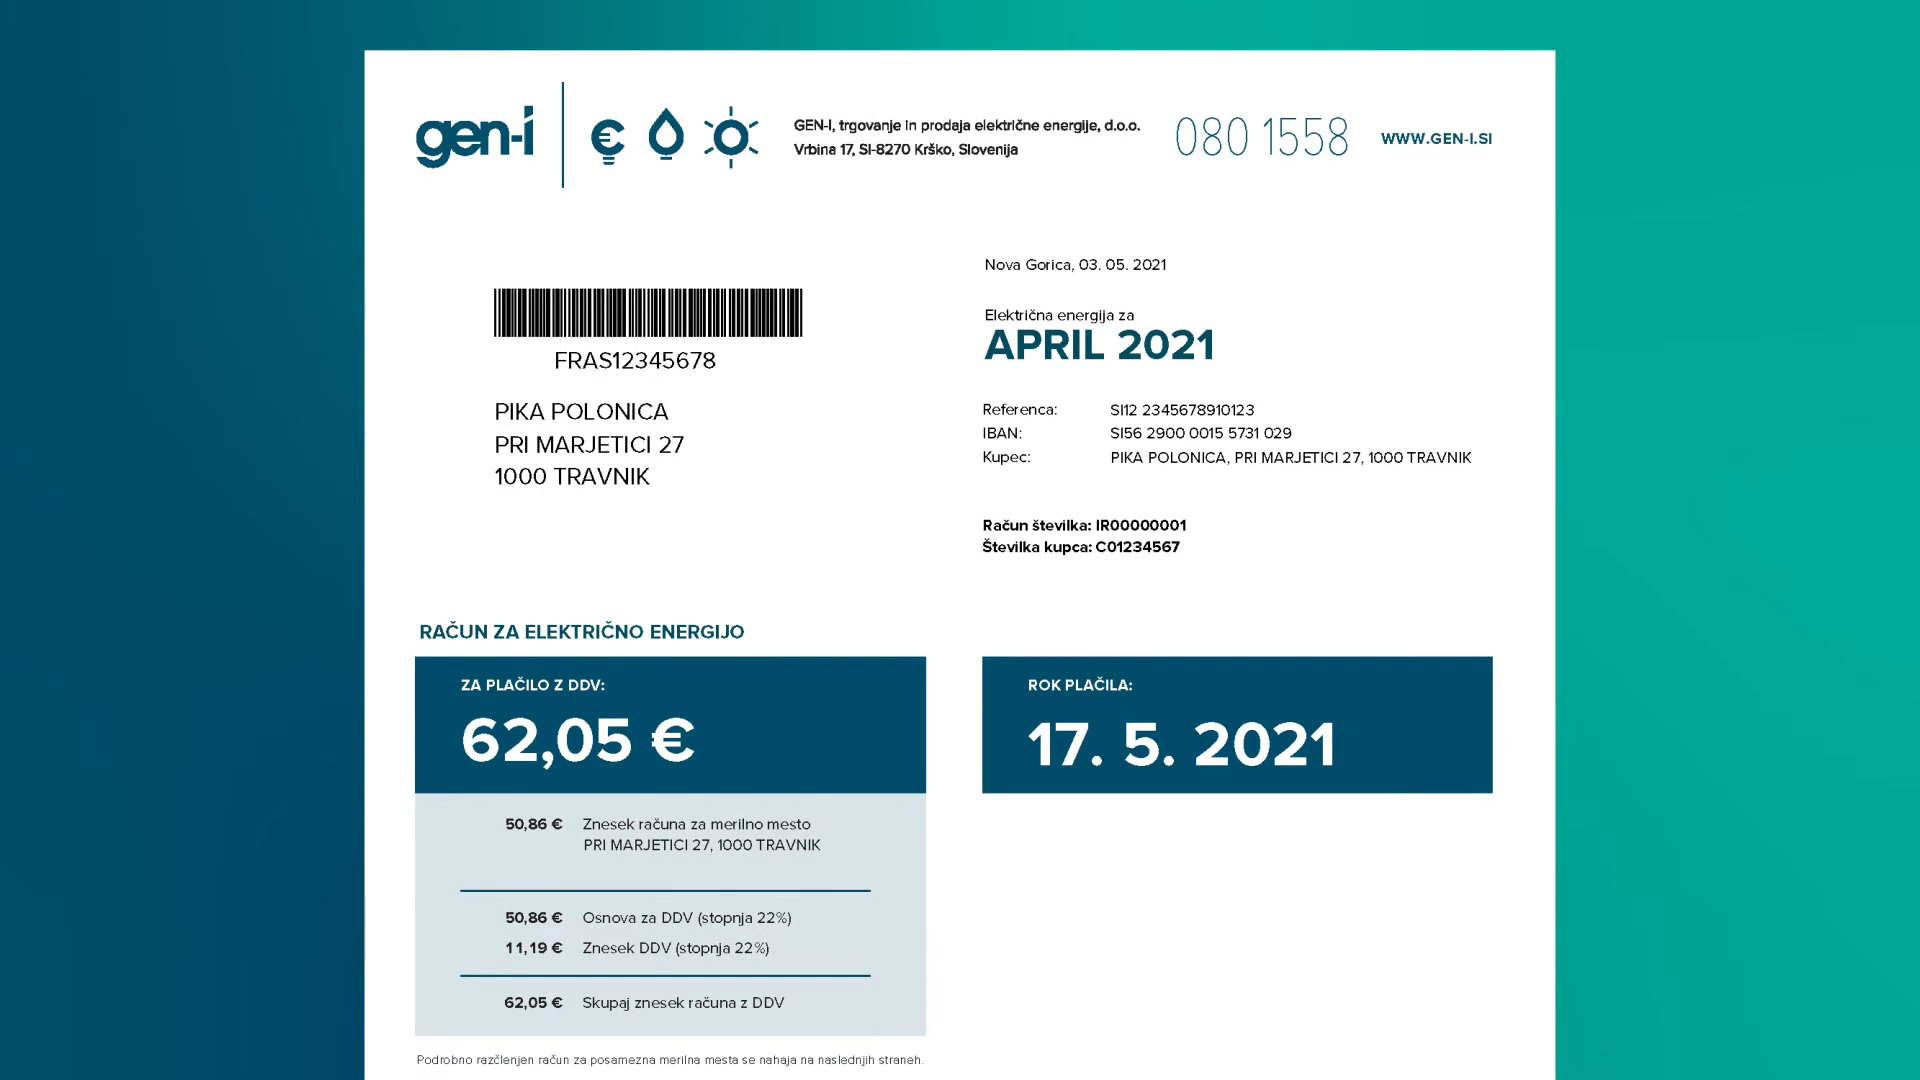 gen-i
GEN-I, trgovanje in prodaja električne energije, d.o.o.
Vrbina 17, SI-8270 Krško, Slovenija
080 1558
WWW.GEN-I.SI
Nova Gorica, 03. 05. 2021
Električna energija za
APRIL 2021
FRAS12345678
PIKA POLONICA
PRI MARJETICI 27
1000 TRAVNIK
Referenca: SI12 2345678910123
IBAN: SI56 2900 0015 5731 029
Kupec: PIKA POLONICA, PRI MARJETICI 27, 1000 TRAVNIK
Račun številka: IR00000001
Številka kupca: C01234567
RAČUN ZA ELEKTRIČNO ENERGIJO
ZA PLAČILO Z DDV:
62,05 €
ROK PLAČILA:
17. 5. 2021
50,86 € Znesek računa za merilno mesto
PRI MARJETICI 27, 1000 TRAVNIK
50,86 € Osnova za DDV (stopnja 22%)
11,19 € Znesek DDV (stopnja 22%)
62,05 € Skupaj znesek računa z DDV
Podrobno razčlenjen račun za posamezna merilna mesta se nahaja na naslednjih straneh.